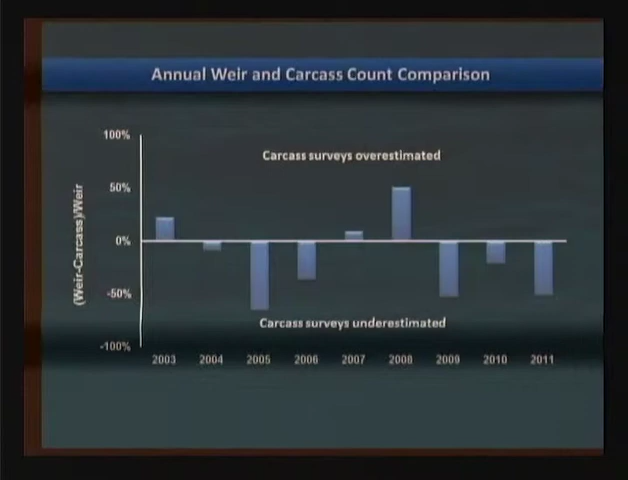 Annual Weir and Carcass Count Comparison
100%
Carcass surveys overestimated
50%
(Weir-Carcass)/Weir
0%
-50%
Carcass surveys underestimated
-100%
2003 2004 2005 2006 2007 2008 2009 2010 2011